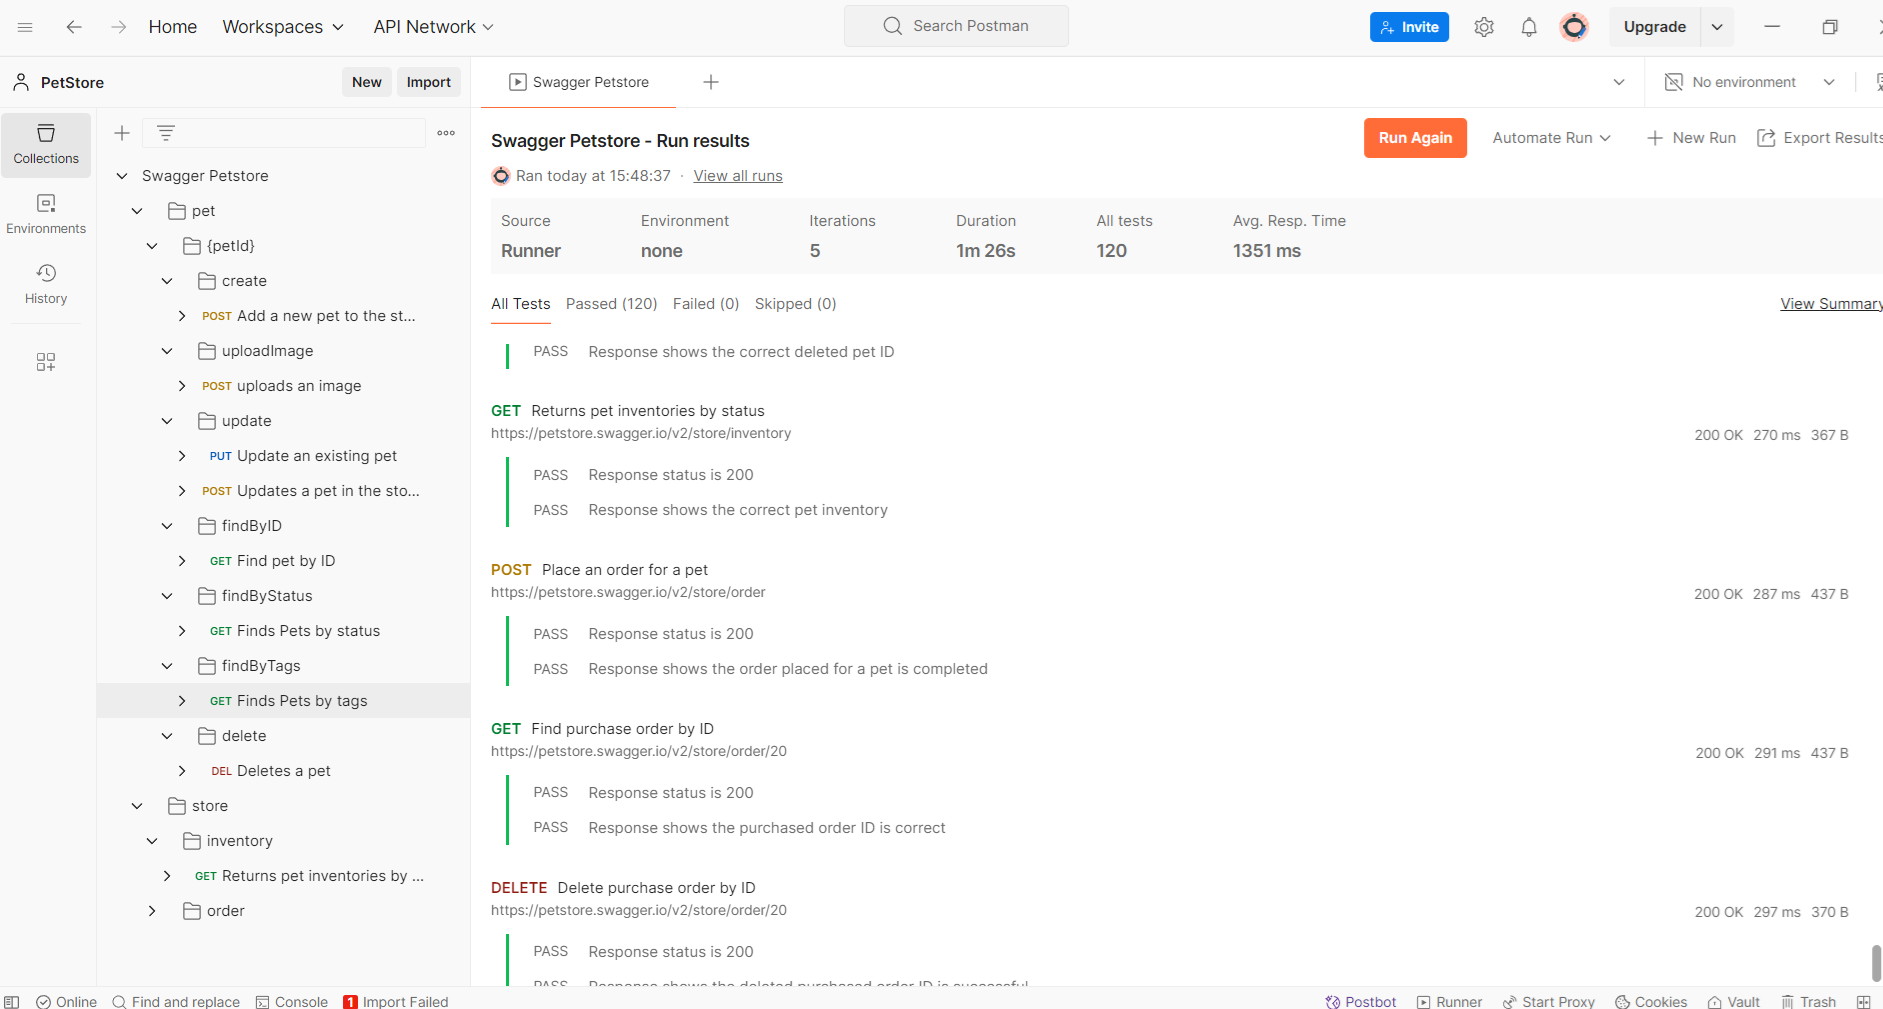 Home Workspaces API Network Search Postman Invite Upgrade
PetStore New Import Swagger Petstore No environment
Collections
Environments
History
Swagger Petstore
pet
{petId}
create
POST Add a new pet to the st...
uploadImage
POST uploads an image
update
PUT Update an existing pet
POST Updates a pet in the sto...
findByID
GET Find pet by ID
findByStatus
GET Finds Pets by status
findByTags
GET Finds Pets by tags
delete
DEL Deletes a pet
store
inventory
GET Returns pet inventories by ...
order
Swagger Petstore - Run results Run Again Automate Run New Run Export Results
Ran today at 15:48:37 · View all runs
Source Environment Iterations Duration All tests Avg. Resp. Time
Runner none 5 1m 26s 120 1351 ms
All Tests Passed (120) Failed (0) Skipped (0) View Summary
PASS Response shows the correct deleted pet ID
GET Returns pet inventories by status
https://petstore.swagger.io/v2/store/inventory 200 OK 270 ms 367 B
PASS Response status is 200
PASS Response shows the correct pet inventory
POST Place an order for a pet
https://petstore.swagger.io/v2/store/order 200 OK 287 ms 437 B
PASS Response status is 200
PASS Response shows the order placed for a pet is completed
GET Find purchase order by ID
https://petstore.swagger.io/v2/store/order/20 200 OK 291 ms 437 B
PASS Response status is 200
PASS Response shows the purchased order ID is correct
DELETE Delete purchase order by ID
https://petstore.swagger.io/v2/store/order/20 200 OK 297 ms 370 B
PASS Response status is 200
PASS Response shows the deleted purchased order ID is successful
Online Find and replace Console 1 Import Failed Postbot Runner Start Proxy Cookies Vault Trash